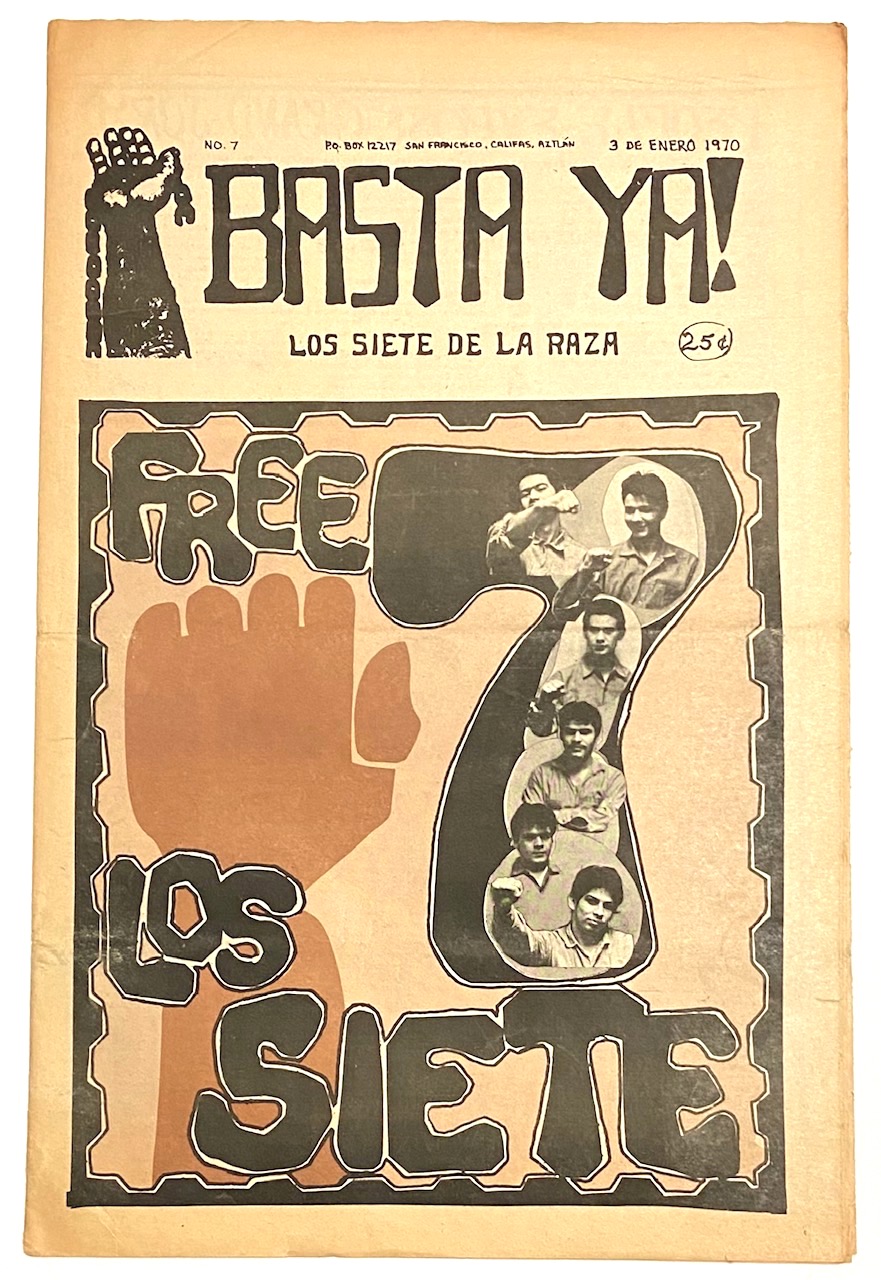 NO. 7 P.O. BOX 12217 SAN FRANCISCO, CALIFAS, AZTLÁN 3 DE ENERO 1970
BASTA YA!
LOS SIETE DE LA RAZA 25¢
FREE 7
LOS
SIETE